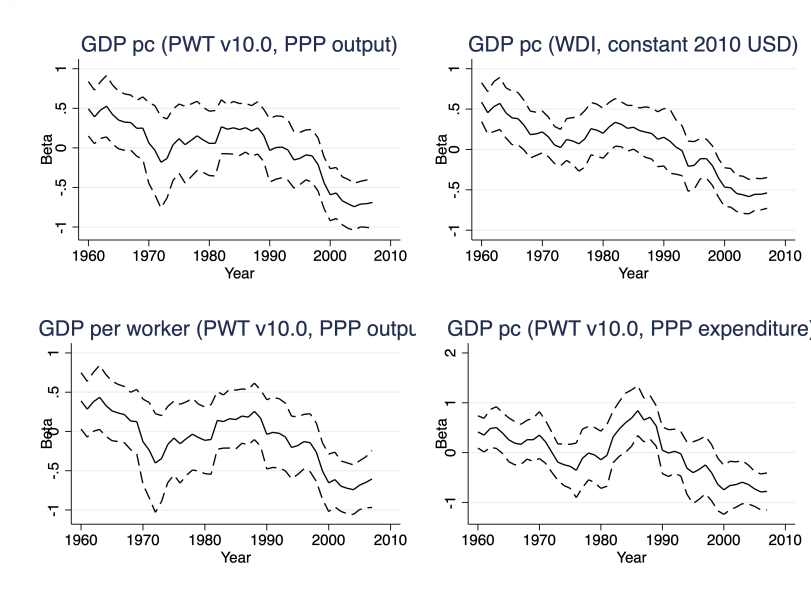 GDP pc (PWT v10.0, PPP output)
Beta
1
.5
0
-.5
-1
1960 1970 1980 1990 2000 2010
Year
GDP pc (WDI, constant 2010 USD)
Beta
1
.5
0
-.5
-1
1960 1970 1980 1990 2000 2010
Year
GDP per worker (PWT v10.0, PPP outpu
Beta
1
.5
0
-.5
-1
1960 1970 1980 1990 2000 2010
Year
GDP pc (PWT v10.0, PPP expenditure)
Beta
2
1
0
-1
1960 1970 1980 1990 2000 2010
Year